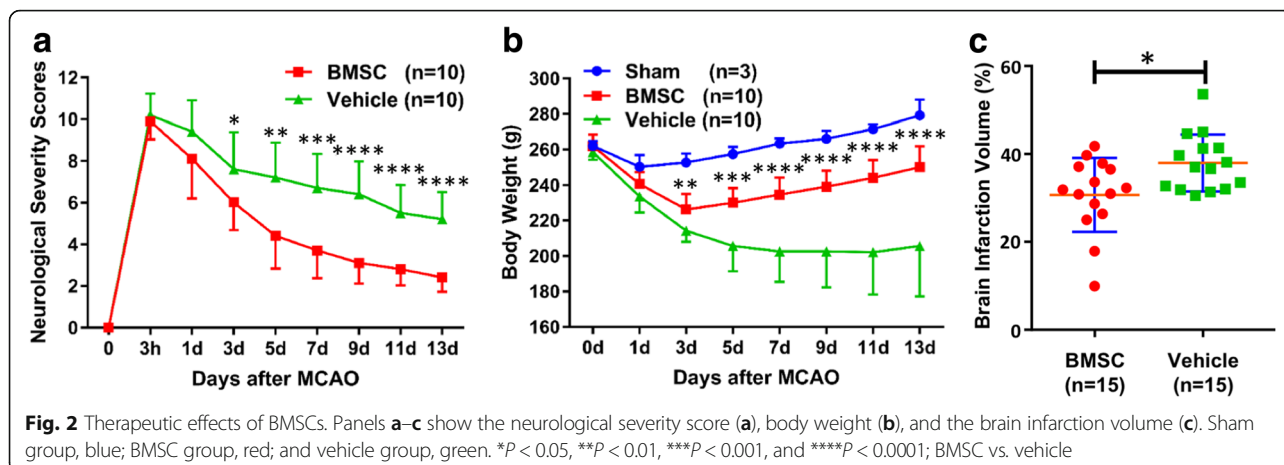 a
Neurological Severity Scores
12
10
8
6
4
2
0
BMSC (n=10)
Vehicle (n=10)
* ** *** **** **** ****
0 3h 1d 3d 5d 7d 9d 11d 13d
Days after MCAO
b
Body Weight (g)
300
280
260
240
220
200
180
160
Sham (n=3)
BMSC (n=10)
Vehicle (n=10)
** *** **** **** **** ****
0d 1d 3d 5d 7d 9d 11d 13d
Days after MCAO
c
Brain Infarction Volume (%)
60
40
20
0
*
BMSC Vehicle
(n=15) (n=15)
Fig. 2 Therapeutic effects of BMSCs. Panels a–c show the neurological severity score (a), body weight (b), and the brain infarction volume (c). Sham
group, blue; BMSC group, red; and vehicle group, green. *P < 0.05, **P < 0.01, ***P < 0.001, and ****P < 0.0001; BMSC vs. vehicle